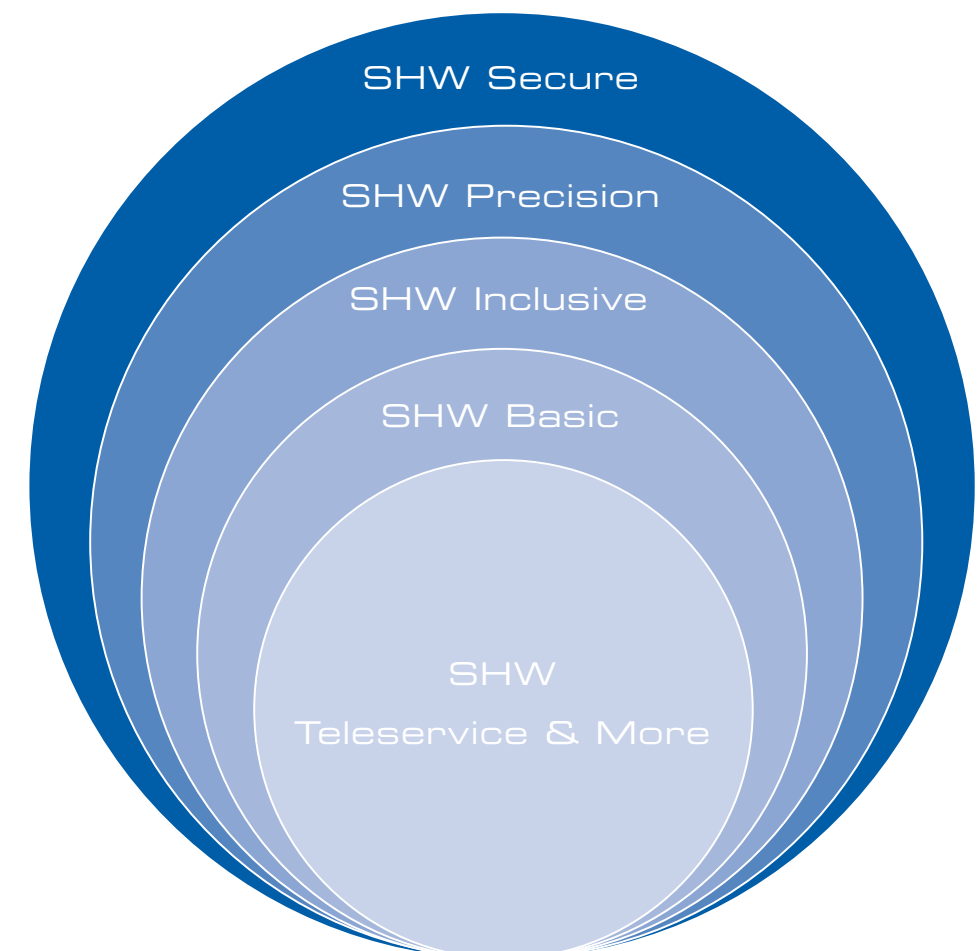 SHW Secure
SHW Precision
SHW Inclusive
SHW Basic
SHW
Teleservice & More